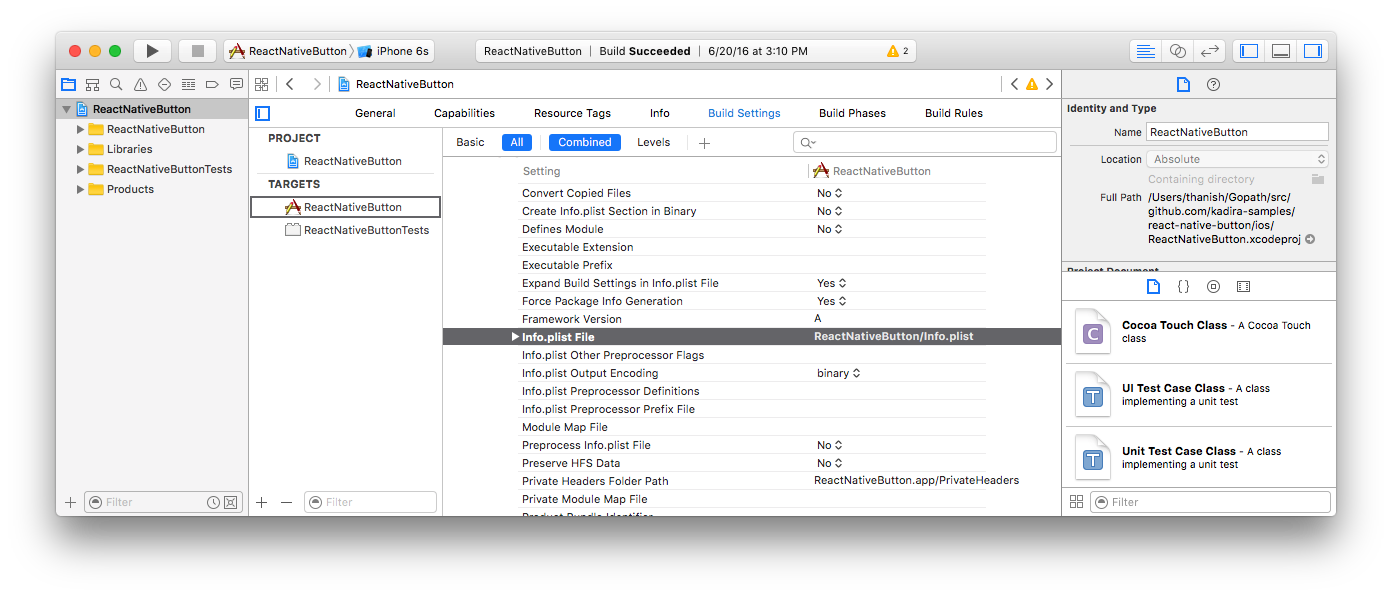 ReactNativeButton
iPhone 6s
ReactNativeButton | Build Succeeded | 6/20/16 at 3:10 PM
2
ReactNativeButton
ReactNativeButton
Libraries
ReactNativeButtonTests
Products
Filter
ReactNativeButton
General
Capabilities
Resource Tags
Info
Build Settings
Build Phases
Build Rules
PROJECT
ReactNativeButton
TARGETS
ReactNativeButton
ReactNativeButtonTests
Filter
Basic
All
Combined
Levels
Setting
ReactNativeButton
Convert Copied Files
No
Create Info.plist Section in Binary
No
Defines Module
No
Executable Extension
Executable Prefix
Expand Build Settings in Info.plist File
Yes
Force Package Info Generation
Yes
Framework Version
A
Info.plist File
ReactNativeButton/Info.plist
Info.plist Other Preprocessor Flags
Info.plist Output Encoding
binary
Info.plist Preprocessor Definitions
Info.plist Preprocessor Prefix File
Module Map File
Preprocess Info.plist File
No
Preserve HFS Data
No
Private Headers Folder Path
ReactNativeButton.app/PrivateHeaders
Private Module Map File
Product Bundle Identifier
Identity and Type
Name
ReactNativeButton
Location
Absolute
Containing directory
Full Path
/Users/thanish/Gopath/src/
github.com/kadira-samples/
react-native-button/ios/
ReactNativeButton.xcodeproj
Project Document
C
Cocoa Touch Class - A Cocoa Touch
class
T
UI Test Case Class - A class
implementing a unit test
T
Unit Test Case Class - A class
implementing a unit test
Filter